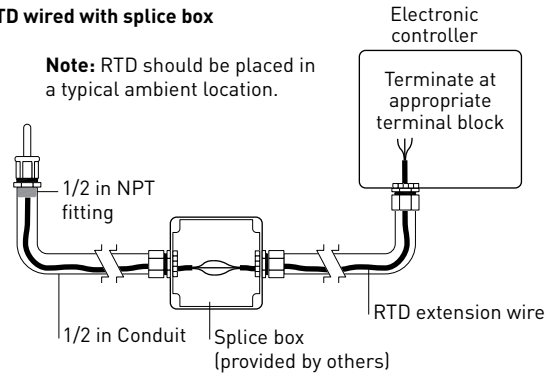 TD wired with splice box
Note: RTD should be placed in
a typical ambient location.
Electronic
controller
Terminate at
appropriate
terminal block
1/2 in NPT
fitting
1/2 in Conduit
Splice box
(provided by others)
RTD extension wire